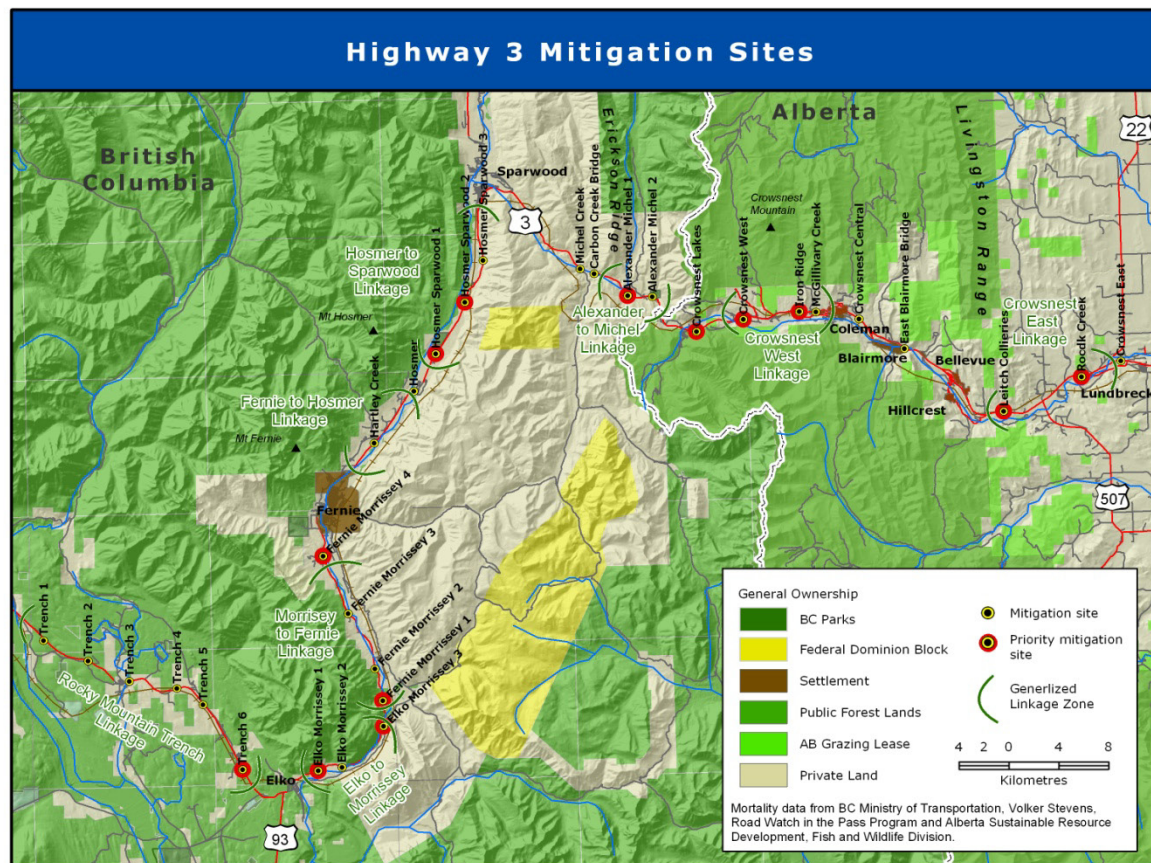 Highway 3 Mitigation Sites
British
Columbia
Alberta
Erickson Ridge
Livingston Range
22
3
507
93
Sparwood
Hosmer Sparwood 3
Hosmer Sparwood 2
Hosmer Sparwood 1
Hosmer to
Sparwood
Linkage
Mt Hosmer
Michel Creek
Carbon Creek Bridge
Alexander Michel 1
Alexander Michel 2
Alexander
to Michel
Linkage
Crowsnest
Mountain
Crowsnest Lakes
Crowsnest West
Iron Ridge
McGillivary Creek
Crowsnest Central
East Blairmore Bridge
Crowsnest
West
Linkage
Coleman
Blairmore
Bellevue
Hillcrest
Leitch Collieries
Crowsnest
East
Linkage
Rocdk Creek
Crowsnest East
Lundbreck
Hosmer
Hartley Creek
Fernie to Hosmer
Linkage
Mt Fernie
Fernie
Fernie Morrissey 4
Fernie Morrissey 3
Fernie Morrissey 2
Fernie Morrissey 1
Morrisey
to Fernie
Linkage
Elko Morrissey 3
Elko Morrissey 2
Elko Morrissey 1
Elko to
Morrissey
Linkage
Elko
Trench 1
Trench 2
Trench 3
Trench 4
Trench 5
Trench 6
Rocky Mountain Trench
Linkage
General Ownership
BC Parks
Federal Dominion Block
Settlement
Public Forest Lands
AB Grazing Lease
Private Land
Mitigation site
Priority mitigation
site
Generlized
Linkage Zone
4 2 0 4 8
Kilometres
Mortality data from BC Ministry of Transportation, Volker Stevens,
Road Watch in the Pass Program and Alberta Sustainable Resource
Development, Fish and Wildlife Division.